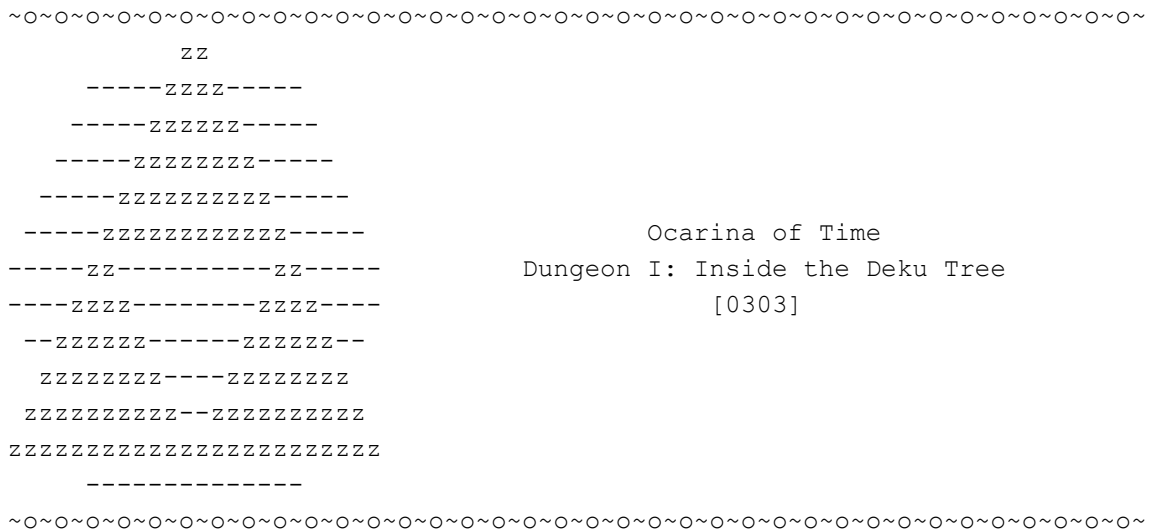 ~o~o~o~o~o~o~o~o~o~o~o~o~o~o~o~o~o~o~o~o~o~o~o~o~o~o~o~o~o~o~o~o~o~o~o~o~
           zz
     -----zzzz-----
    -----zzzzzz-----
   -----zzzzzzzz-----
  -----zzzzzzzzzz-----
 -----zzzzzzzzzzzz-----                  Ocarina of Time
-----zz----------zz-----         Dungeon I: Inside the Deku Tree
----zzzz--------zzzz----                     [0303]
 --zzzzzz------zzzzzz--
  zzzzzzzz----zzzzzzzz
 zzzzzzzzzz--zzzzzzzzzz
zzzzzzzzzzzzzzzzzzzzzzzz
     --------------
~o~o~o~o~o~o~o~o~o~o~o~o~o~o~o~o~o~o~o~o~o~o~o~o~o~o~o~o~o~o~o~o~o~o~o~o~